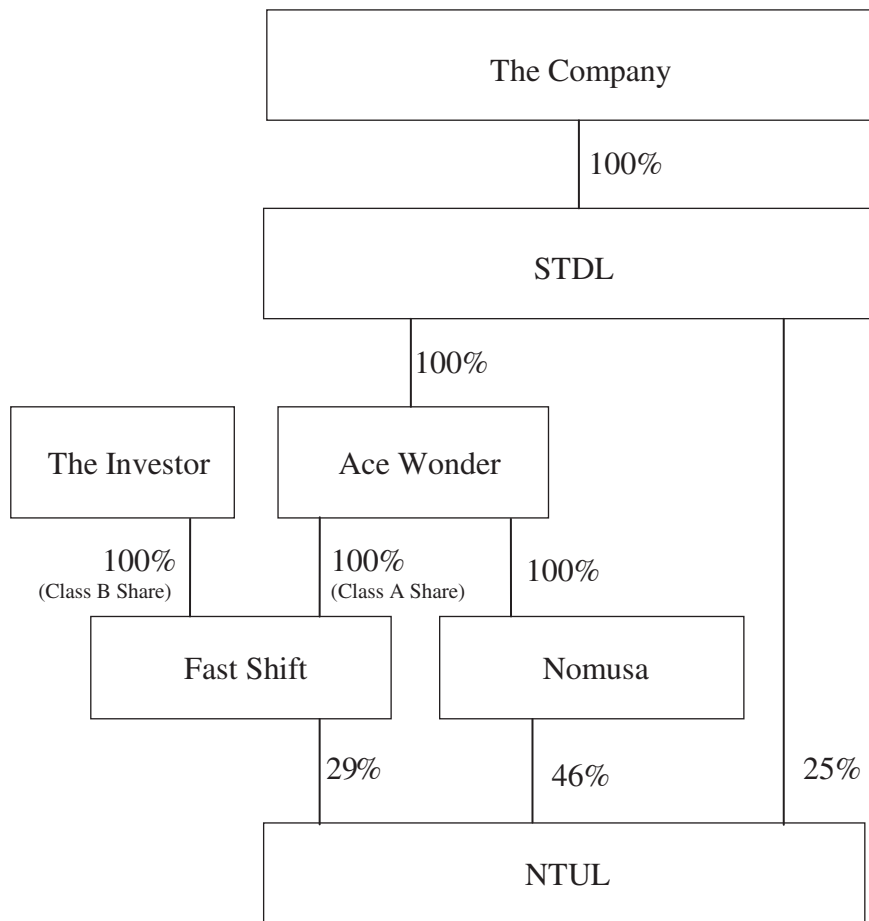 The Company
100%
STDL
100%
The Investor
Ace Wonder
100%
(Class B Share)
100%
(Class A Share)
100%
Fast Shift
Nomusa
29%
46%
25%
NTUL